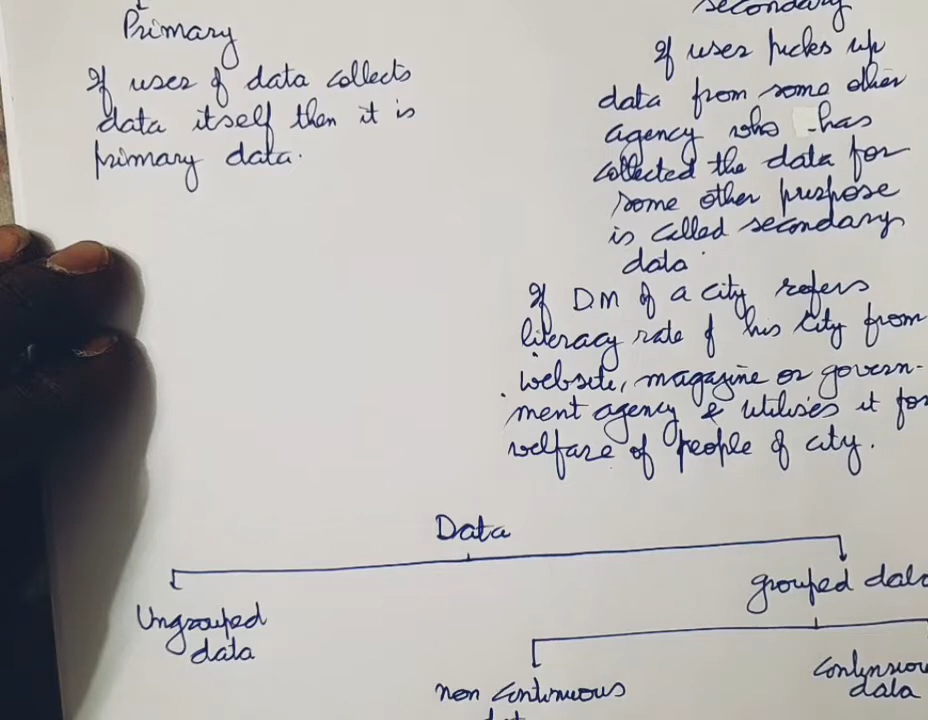 Primary
If user of data collects
data itself then it is
primary data.
secondary
If user picks up
data from some other
agency who has
collected the data for
some other purpose
is called secondary
data.
If DM of a city refers
literacy rate of his city from
website, magazine or govern-
ment agency & utilises it for
welfare of people of city.
Data
Ungrouped
data
grouped data
non continuous
continuous
data